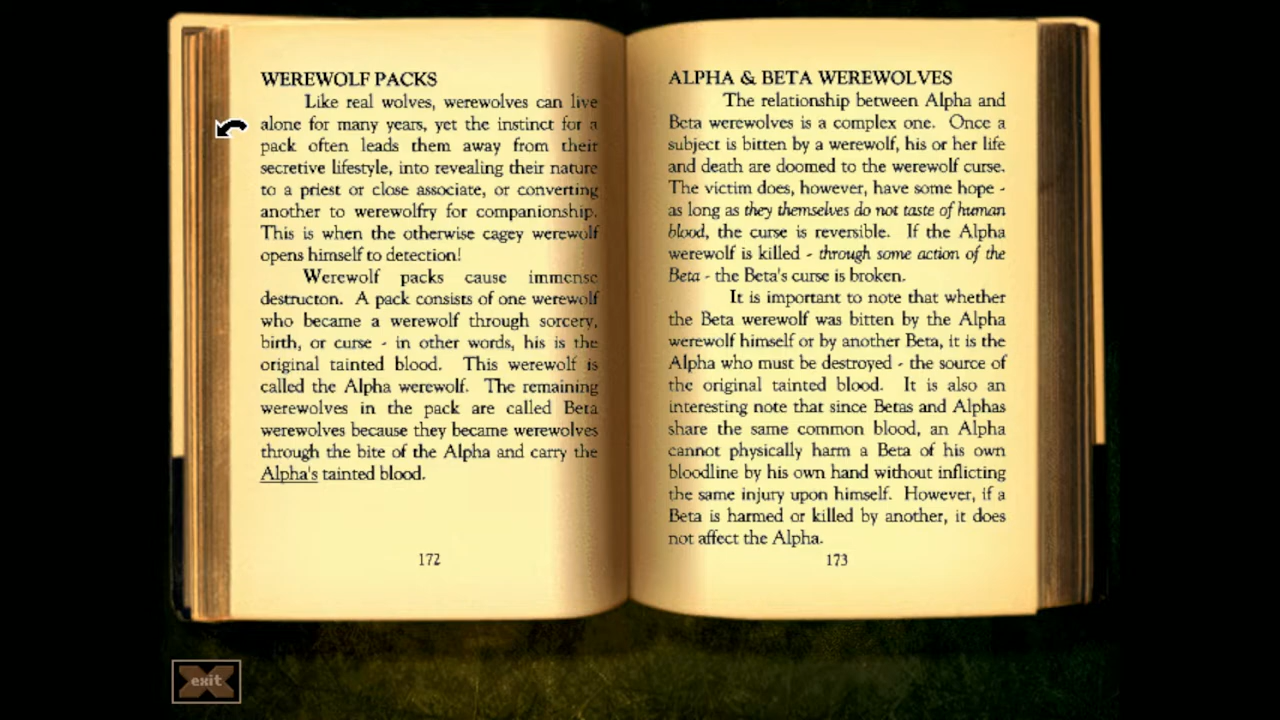 WEREWOLF PACKS
Like real wolves, werewolves can live
alone for many years, yet the instinct for a
pack often leads them away from their
secretive lifestyle, into revealing their nature
to a priest or close associate, or converting
another to werewolfry for companionship.
This is when the otherwise cagey werewolf
opens himself to detection!
Werewolf packs cause immense
destructon. A pack consists of one werewolf
who became a werewolf through sorcery,
birth, or curse - in other words, his is the
original tainted blood. This werewolf is
called the Alpha werewolf. The remaining
werewolves in the pack are called Beta
werewolves because they became werewolves
through the bite of the Alpha and carry the
Alpha's tainted blood.
172
ALPHA & BETA WEREWOLVES
The relationship between Alpha and
Beta werewolves is a complex one. Once a
subject is bitten by a werewolf, his or her life
and death are doomed to the werewolf curse.
The victim does, however, have some hope -
as long as they themselves do not taste of human
blood, the curse is reversible. If the Alpha
werewolf is killed - through some action of the
Beta - the Beta's curse is broken.
It is important to note that whether
the Beta werewolf was bitten by the Alpha
werewolf himself or by another Beta, it is the
Alpha who must be destroyed - the source of
the original tainted blood. It is also an
interesting note that since Betas and Alphas
share the same common blood, an Alpha
cannot physically harm a Beta of his own
bloodline by his own hand without inflicting
the same injury upon himself. However, if a
Beta is harmed or killed by another, it does
not affect the Alpha.
173
exit